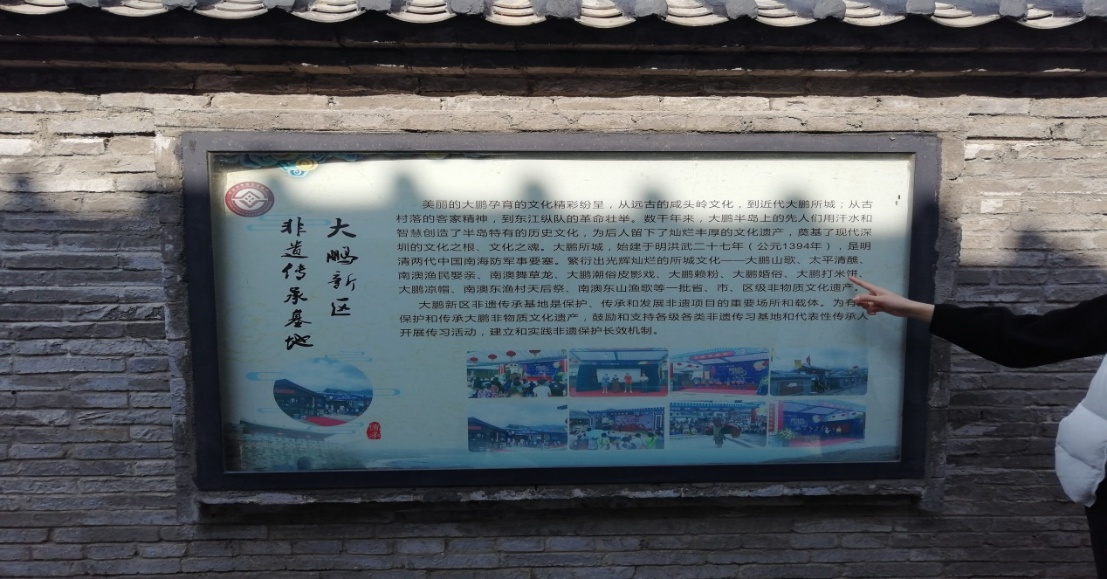 大鹏新区
非遗传承基地
美丽的大鹏孕育的文化精彩纷呈，从远古的咸头岭文化，到近代大鹏所城；从古
村落的客家精神，到东江纵队的革命壮举。数千年来，大鹏半岛上的先人们用汗水和
智慧创造了半岛特有的历史文化，为后人留下了灿烂丰厚的文化遗产，奠基了现代深
圳的文化之根、文化之魂。大鹏所城，始建于明洪武二十七年（公元1394年），是明
清两代中国南海防军事要塞。繁衍出光辉灿烂的所城文化——大鹏山歌、太平清醮、
南澳渔民娶亲、南澳舞草龙、大鹏潮俗皮影戏、大鹏濑粉、大鹏婚俗、大鹏打米饼、
大鹏凉帽、南澳东渔村天后祭、南澳东山渔歌等一批省、市、区级非物质文化遗产。
大鹏新区非遗传承基地是保护、传承和发展非遗项目的重要场所和载体。为有
保护和传承大鹏非物质文化遗产，鼓励和支持各级各类非遗传习基地和代表性传承人
开展传习活动，建立和实践非遗保护长效机制。